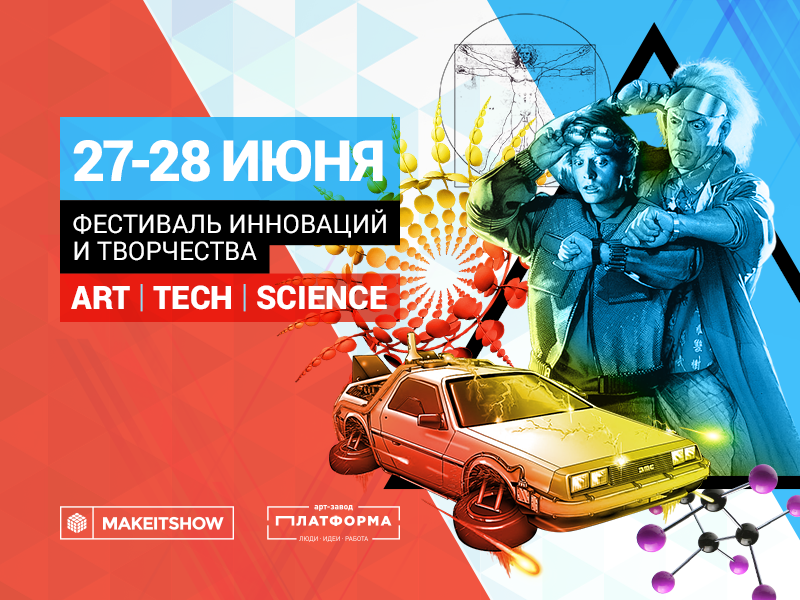 27-28 ИЮНЯ
ФЕСТИВАЛЬ ИННОВАЦИЙ
И ТВОРЧЕСТВА
ART | TECH | SCIENCE
MAKEITSHOW
арт-завод
ПЛАТФОРМА
ЛЮДИ · ИДЕИ · РАБОТА
DMC